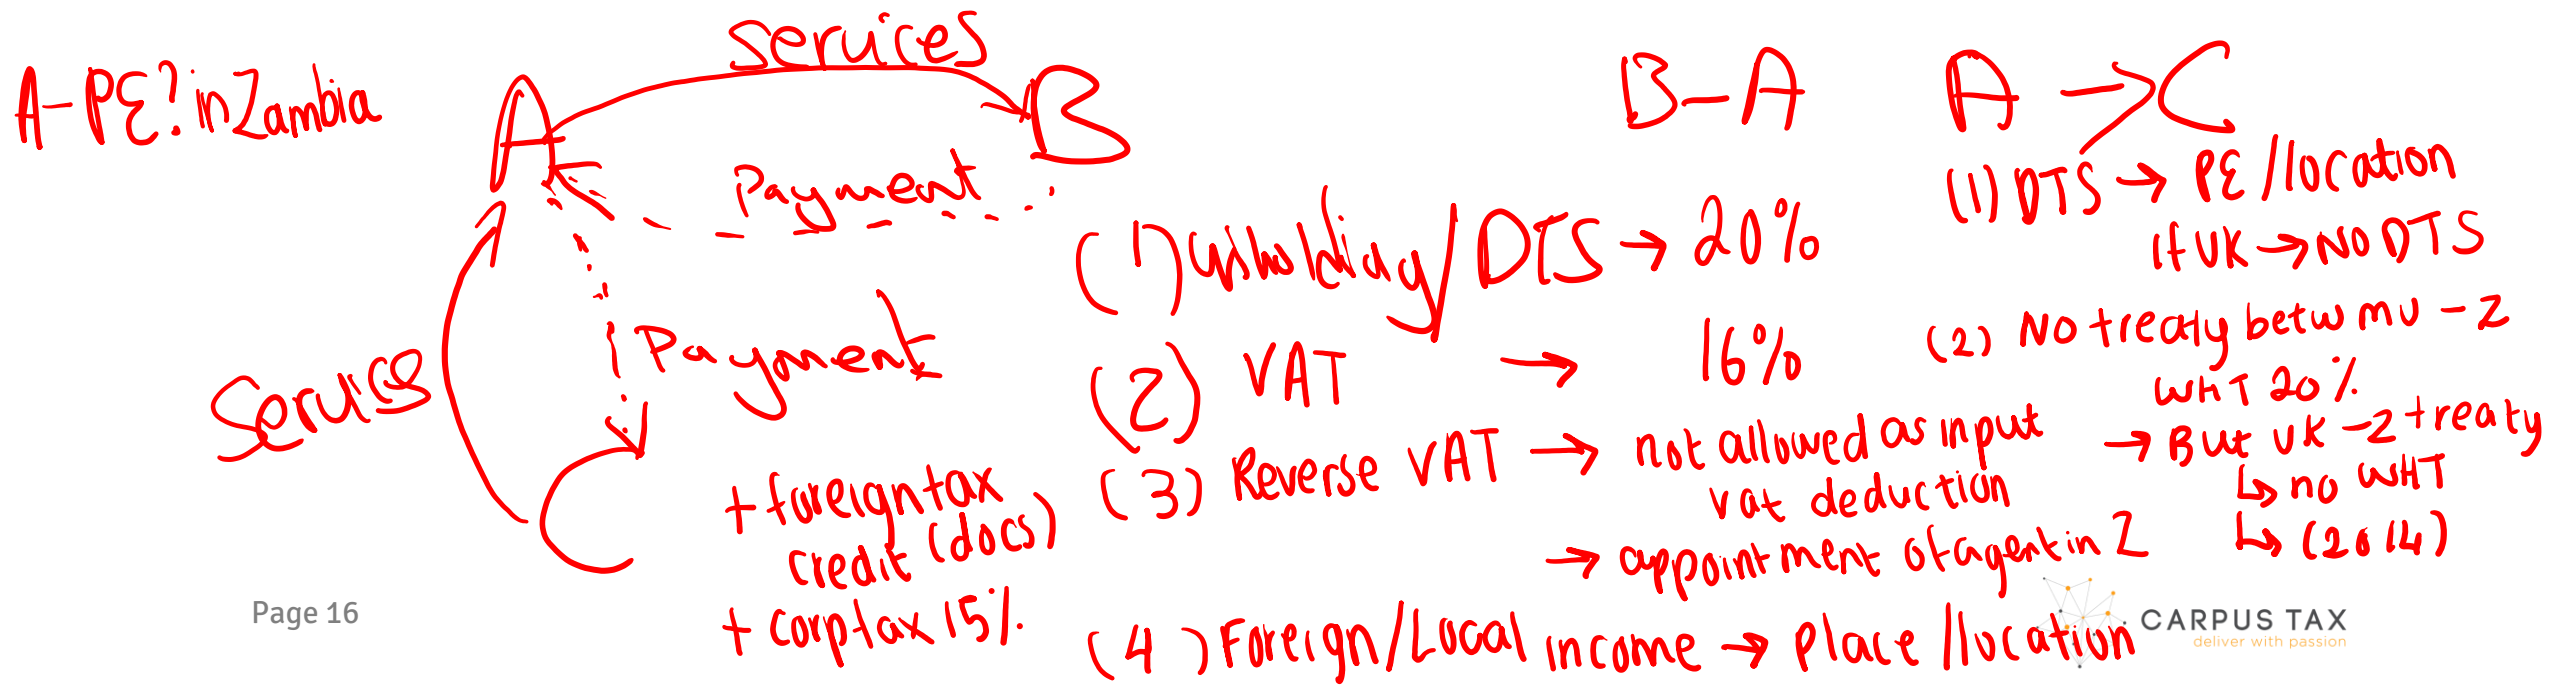 A-PE? in Zambia
A
Services
B
Payment
Services
Payment
C
+ foreign tax
credit (docs)
+ corp tax 15%
B-A
(1) Witholding/DTS → 20%
(2) VAT → 16%
(3) Reverse VAT → not allowed as input
vat deduction
→ appointment of agent in Z
(4) Foreign/Local income → place/location
A → C
(1) DTS → PE/location
If UK → NO DTS
(2) No treaty betw mu - Z
WHT 20%
→ But UK - Z treaty
↳ no WHT
↳ (2014)
Page 16
CARPUS TAX
deliver with passion